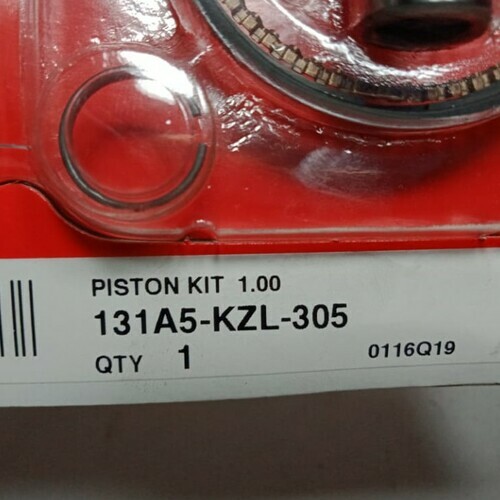 PISTON KIT 1.00
131A5-KZL-305
QTY 1
0116Q19